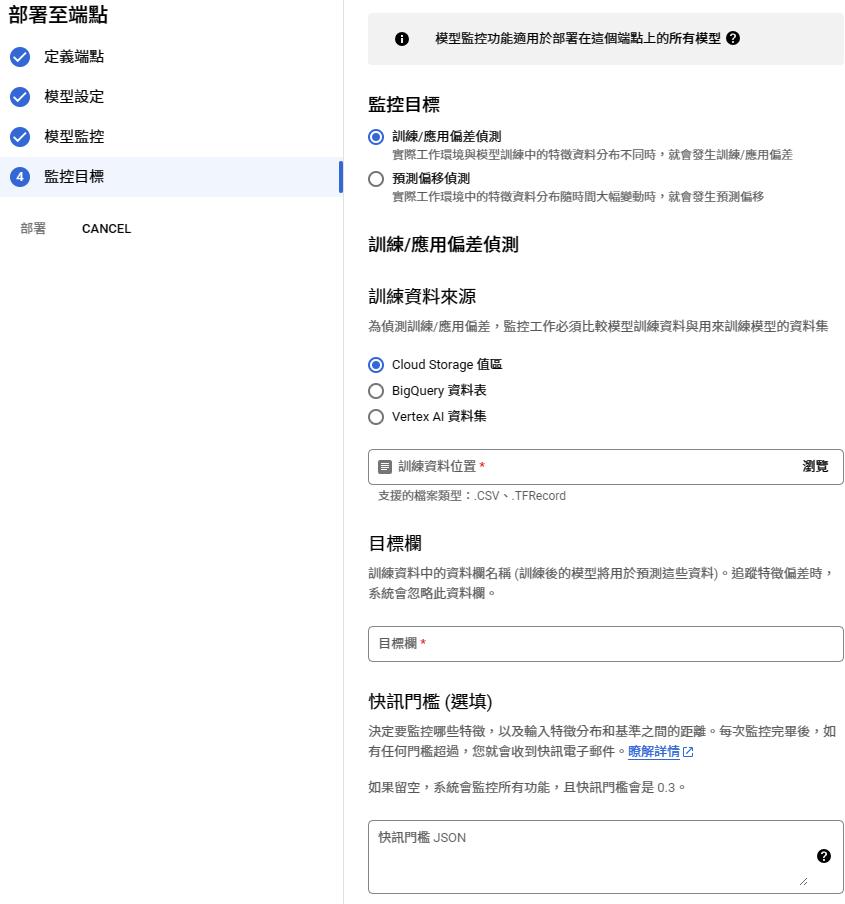 部署至端點
定義端點
模型設定
模型監控
4 監控目標
部署 CANCEL
模型監控功能適用於部署在這個端點上的所有模型
監控目標
訓練/應用偏差偵測
實際工作環境與模型訓練中的特徵資料分布不同時，就會發生訓練/應用偏差
預測偏移偵測
實際工作環境中的特徵資料分布隨時間大幅變動時，就會發生預測偏移
訓練/應用偏差偵測
訓練資料來源
為偵測訓練/應用偏差，監控工作必須比較模型訓練資料與用來訓練模型的資料集
Cloud Storage 值區
BigQuery 資料表
Vertex AI 資料集
訓練資料位置 * 瀏覽
支援的檔案類型：.CSV、.TFRecord
目標欄
訓練資料中的資料欄名稱 (訓練後的模型將用於預測這些資料)。追蹤特徵偏差時，
系統會忽略此資料欄。
目標欄 *
快訊門檻 (選填)
決定要監控哪些特徵，以及輸入特徵分布和基準之間的距離。每次監控完畢後，如
有任何門檻超過，您就會收到快訊電子郵件。瞭解詳情
如果留空，系統會監控所有功能，且快訊門檻會是 0.3。
快訊門檻 JSON